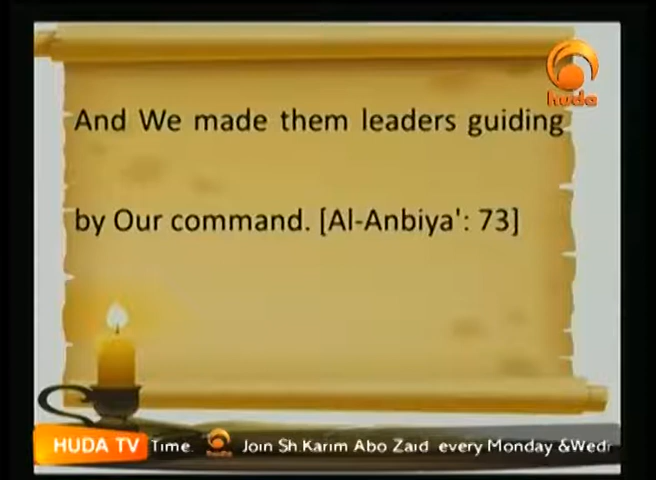 huda
And We made them leaders guiding
by Our command. [Al-Anbiya': 73]
HUDA TV Time. huda Join Sh.Karim Abo Zaid every Monday &Wed